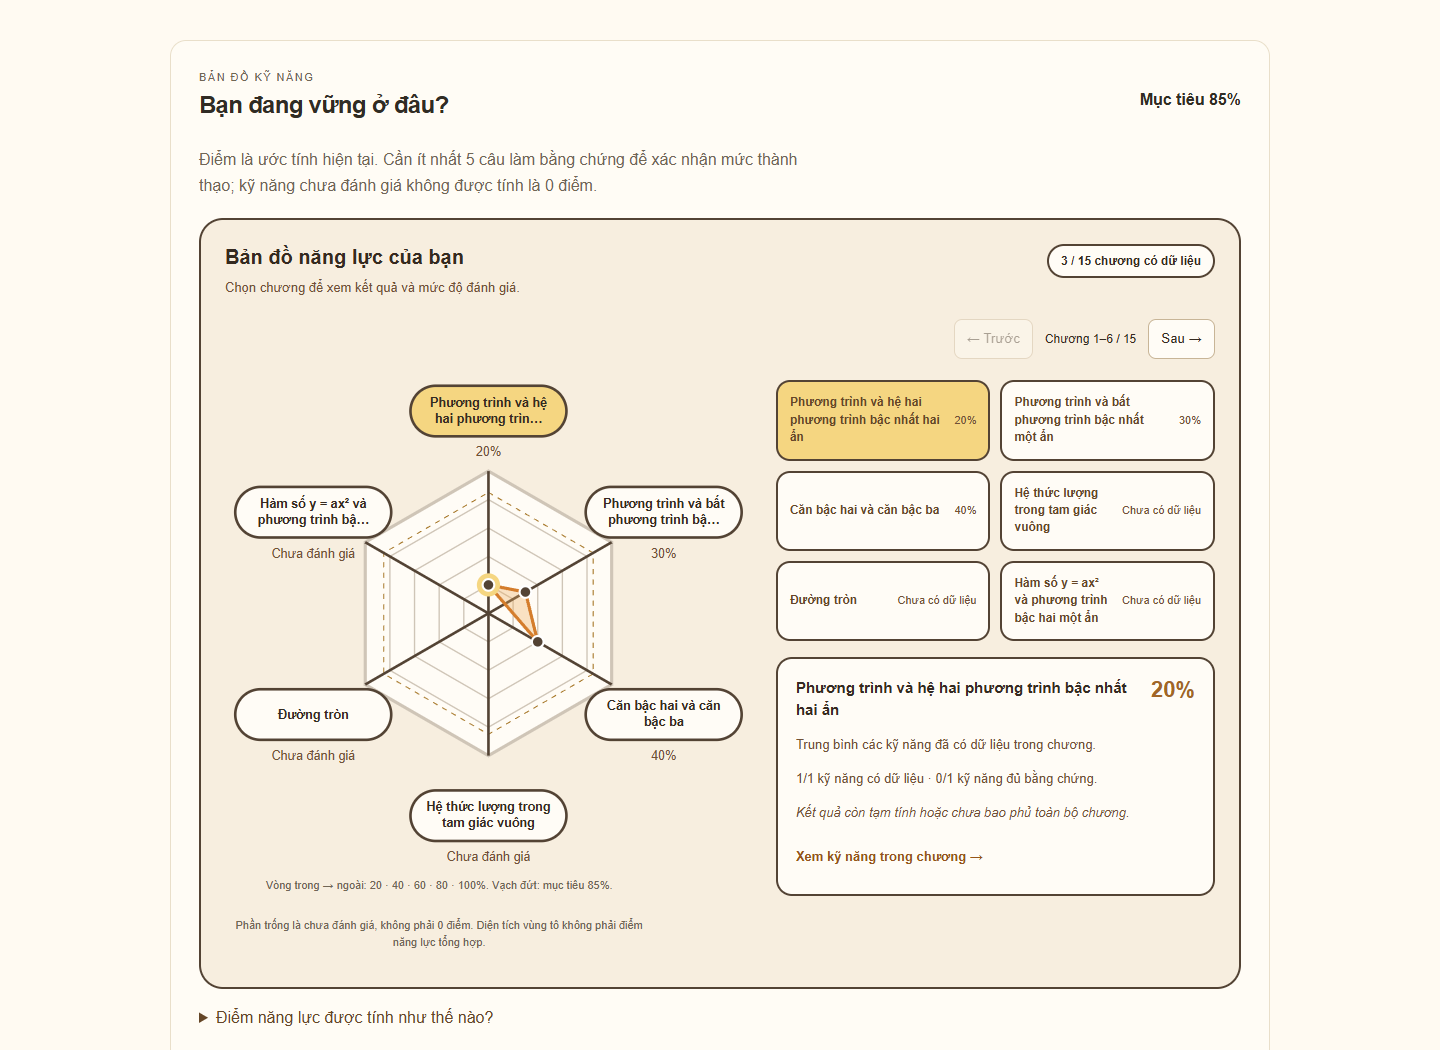 BẢN ĐỒ KỸ NĂNG
Bạn đang vững ở đâu?
Mục tiêu 85%
Điểm là ước tính hiện tại. Cần ít nhất 5 câu làm bằng chứng để xác nhận mức thành
thạo; kỹ năng chưa đánh giá không được tính là 0 điểm.
Bản đồ năng lực của bạn
3 / 15 chương có dữ liệu
Chọn chương để xem kết quả và mức độ đánh giá.
← Trước
Chương 1–6 / 15
Sau →
Phương trình và hệ
hai phương trìn...
20%
Hàm số y = ax² và
phương trình bậ...
Chưa đánh giá
Phương trình và bất
phương trình bậ...
30%
Đường tròn
Chưa đánh giá
Căn bậc hai và căn
bậc ba
40%
Hệ thức lượng trong
tam giác vuông
Chưa đánh giá
Vòng trong → ngoài: 20 · 40 · 60 · 80 · 100%. Vạch đứt: mục tiêu 85%.
Phần trống là chưa đánh giá, không phải 0 điểm. Diện tích vùng tô không phải điểm
năng lực tổng hợp.
Phương trình và hệ hai
phương trình bậc nhất hai
ẩn
20%
Phương trình và bất
phương trình bậc nhất
một ẩn
30%
Căn bậc hai và căn bậc ba
40%
Hệ thức lượng
trong tam giác
vuông
Chưa có dữ liệu
Đường tròn
Chưa có dữ liệu
Hàm số y = ax²
và phương trình
bậc hai một ẩn
Chưa có dữ liệu
Phương trình và hệ hai phương trình bậc nhất
hai ẩn
20%
Trung bình các kỹ năng đã có dữ liệu trong chương.
1/1 kỹ năng có dữ liệu · 0/1 kỹ năng đủ bằng chứng.
Kết quả còn tạm tính hoặc chưa bao phủ toàn bộ chương.
Xem kỹ năng trong chương →
▶ Điểm năng lực được tính như thế nào?